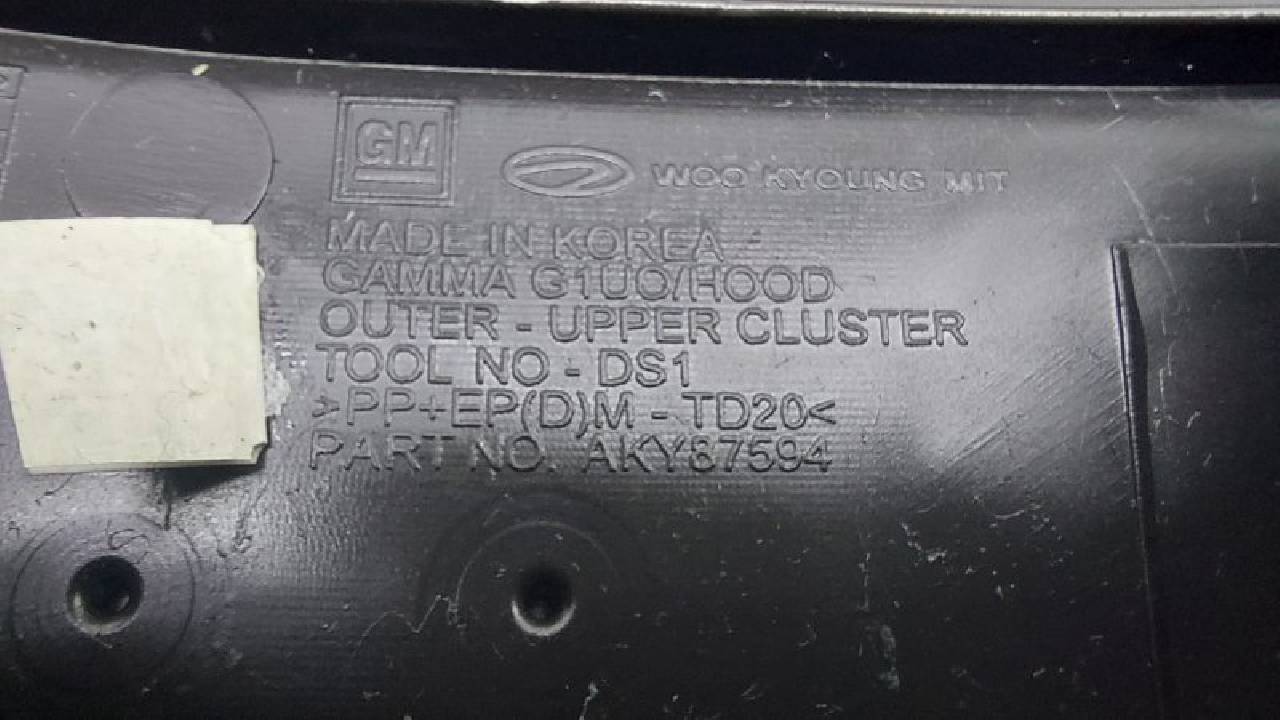 GM
WOO KYOUNG MIT
MADE IN KOREA
GAMMA G1UO/HOOD
OUTER - UPPER CLUSTER
TOOL NO - DS1
>PP+EP(D)M - TD20<
PART NO. AKY87594